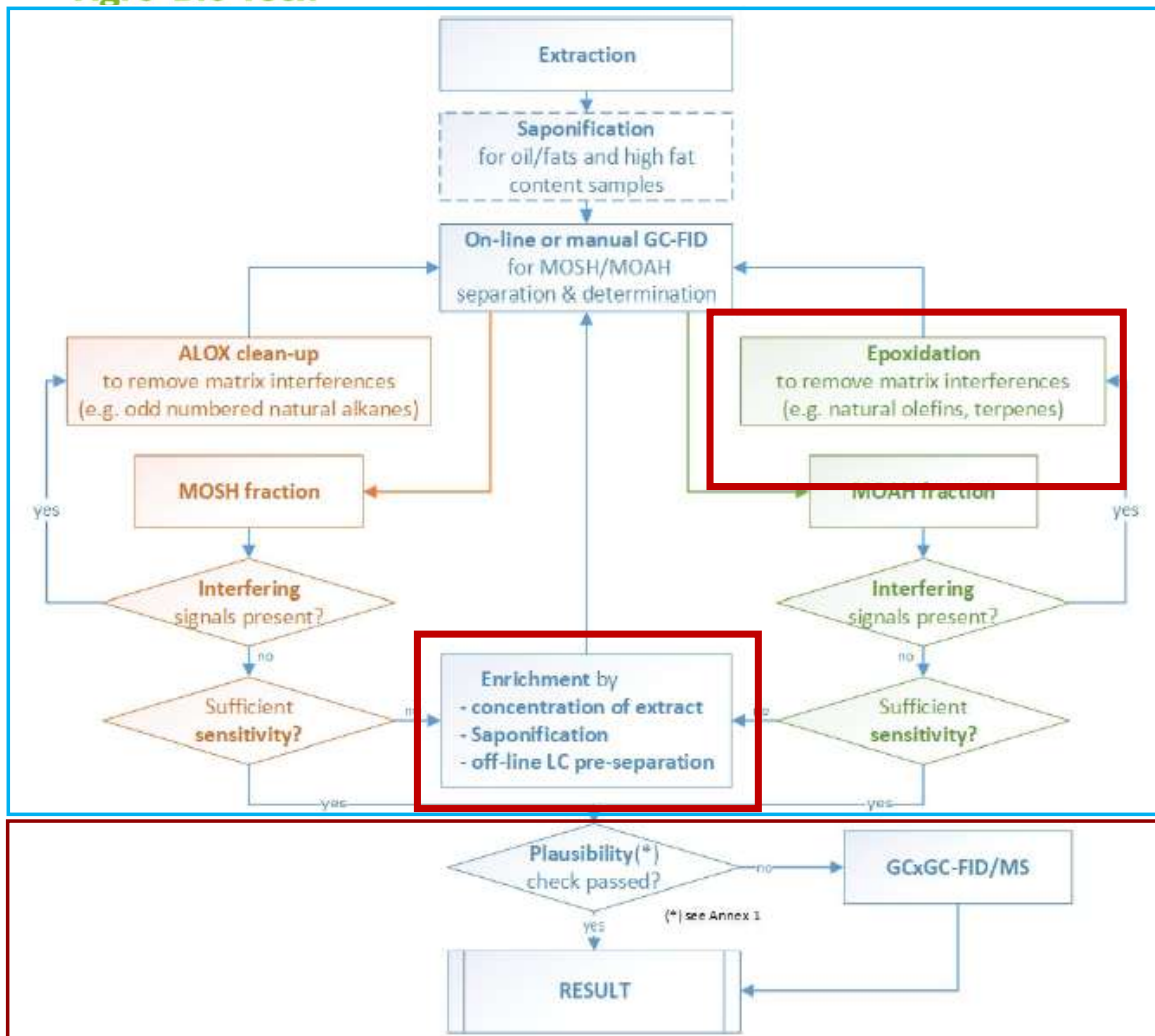 Extraction
Saponification
for oil/fats and high fat
content samples
On-line or manual GC-FID
for MOSH/MOAH
separation & determination
ALOX clean-up
to remove matrix interferences
(e.g. odd numbered natural alkanes)
Epoxidation
to remove matrix interferences
(e.g. natural olefins, terpenes)
MOSH fraction
MOAH fraction
yes
yes
Interfering
signals present?
Interfering
signals present?
no
no
Sufficient
sensitivity?
Enrichment by
- concentration of extract
- Saponification
- off-line LC pre-separation
no
Sufficient
sensitivity?
yes
yes
Plausibility(*)
check passed?
no
GCxGC-FID/MS
(*) see Annex 1
yes
RESULT